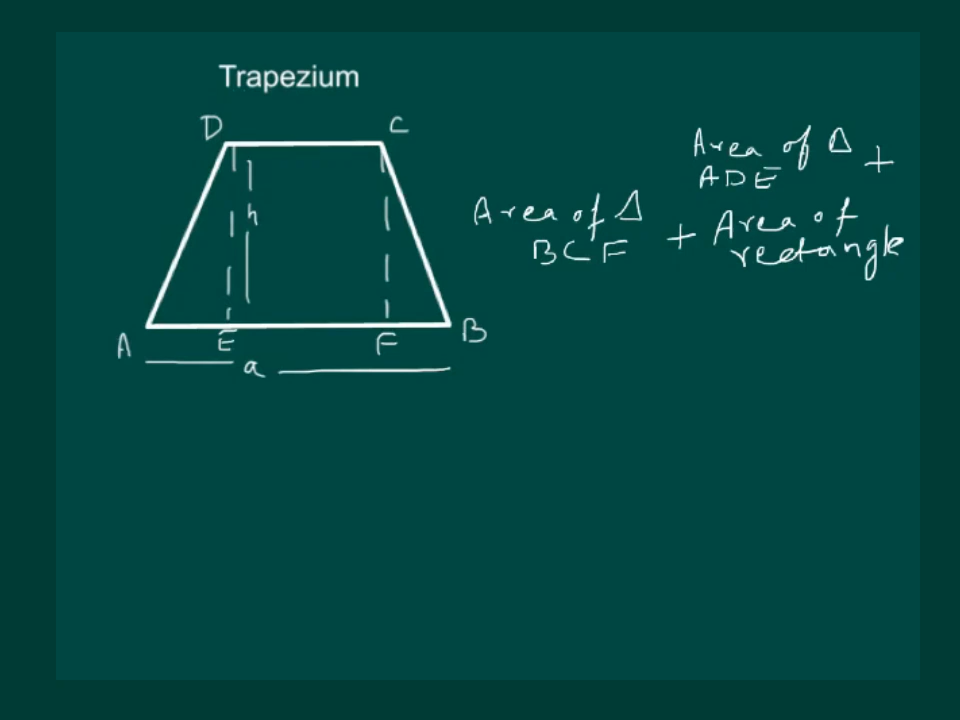 Trapezium
D C
h
A E F B
a
Area of Δ +
ADE
Area of Δ + Area of
BCF rectangle